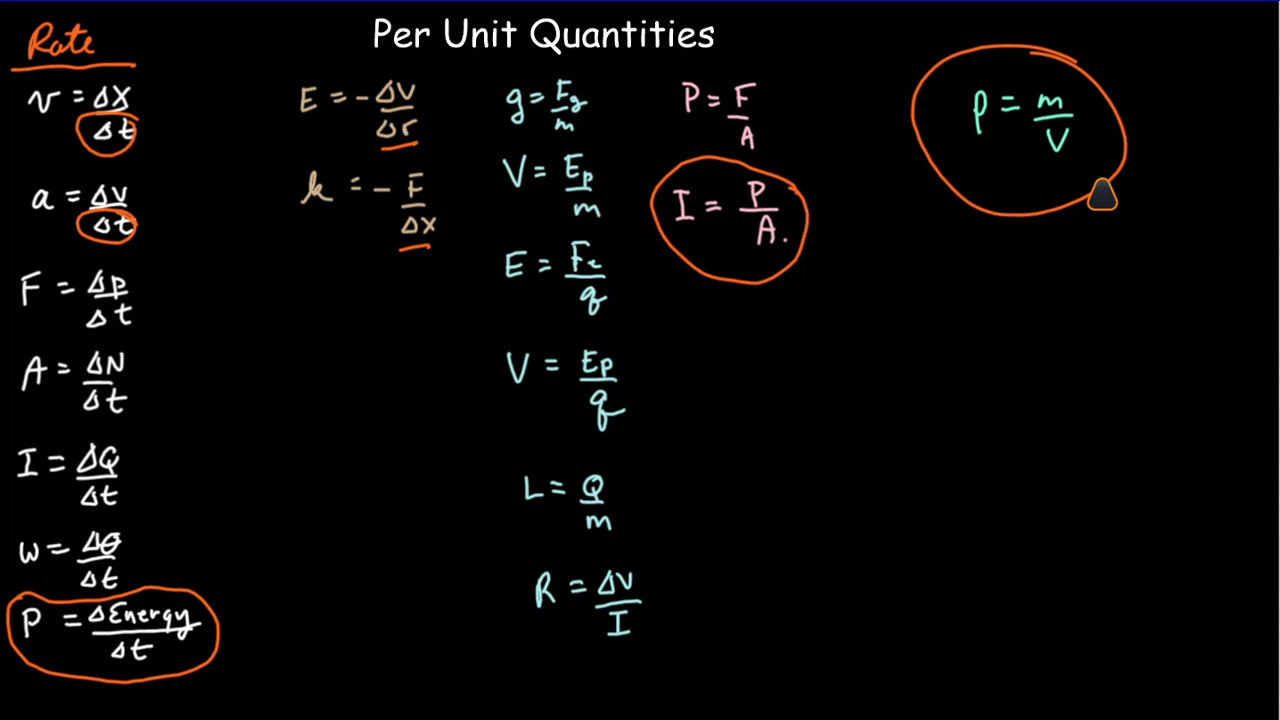 Per Unit Quantities
Rate
v = Δx/Δt
a = Δv/Δt
F = Δp/Δt
A = ΔN/Δt
I = ΔQ/Δt
w = Δθ/Δt
P = ΔEnergy/Δt
E = -ΔV/Δr
k = -F/Δx
g = Fg/m
V = Ep/m
E = Fe/q
V = Ep/q
L = Q/m
R = ΔV/I
P = F/A
I = P/A.
ρ = m/V